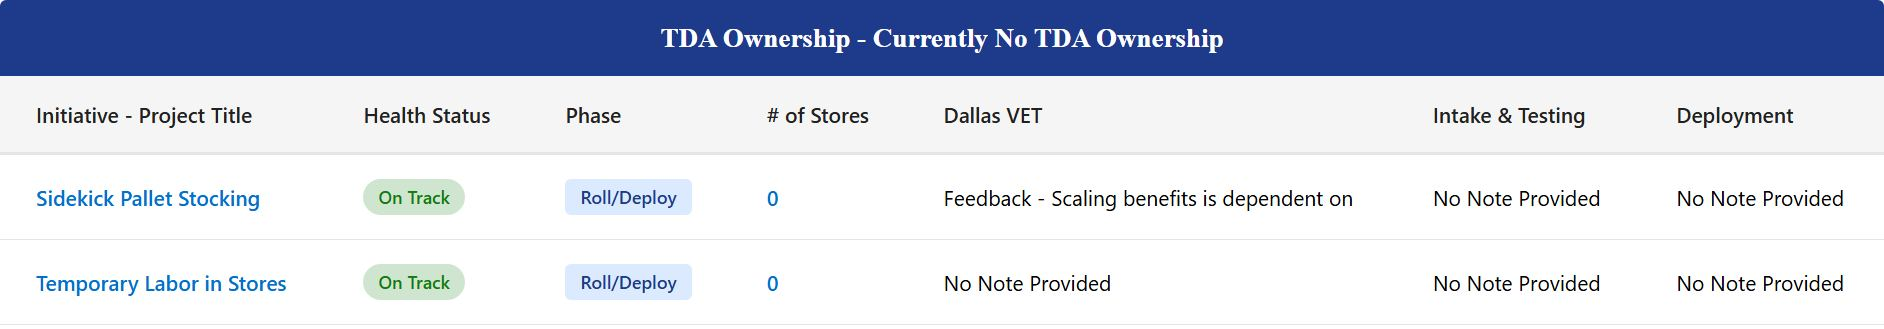 TDA Ownership - Currently No TDA Ownership
Initiative - Project Title Health Status Phase # of Stores Dallas VET Intake & Testing Deployment
Sidekick Pallet Stocking On Track Roll/Deploy 0 Feedback - Scaling benefits is dependent on No Note Provided No Note Provided
Temporary Labor in Stores On Track Roll/Deploy 0 No Note Provided No Note Provided No Note Provided